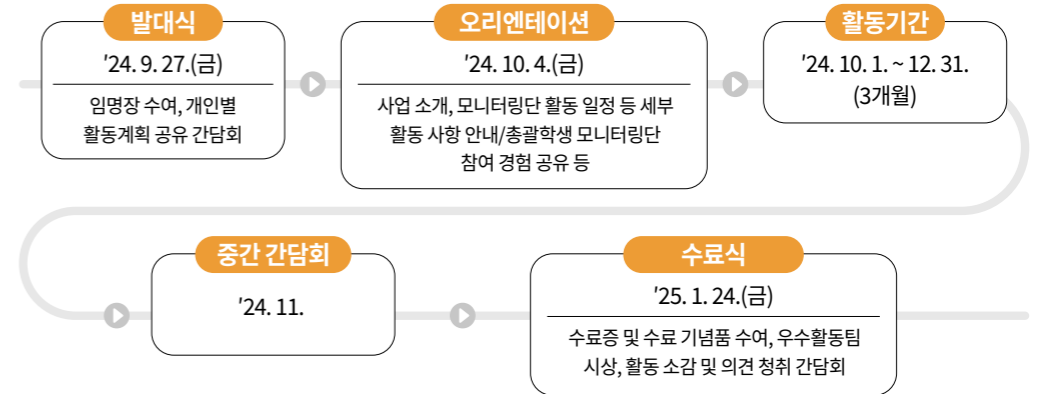 발대식
'24. 9. 27.(금)
임명장 수여, 개인별
활동계획 공유 간담회
오리엔테이션
'24. 10. 4.(금)
사업 소개, 모니터링단 활동 일정 등 세부
활동 사항 안내/총괄학생 모니터링단
참여 경험 공유 등
활동기간
'24. 10. 1. ~ 12. 31.
(3개월)
중간 간담회
'24. 11.
수료식
'25. 1. 24.(금)
수료증 및 수료 기념품 수여, 우수활동팀
시상, 활동 소감 및 의견 청취 간담회